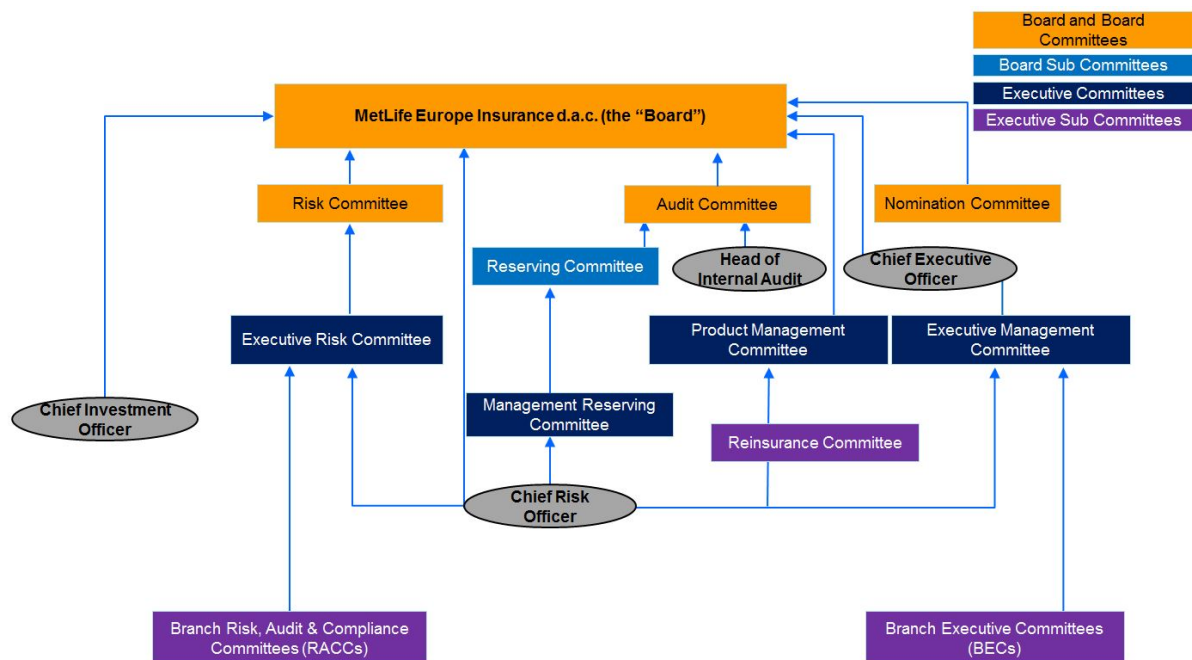 Board and Board
Committees
Board Sub Committees
Executive Committees
Executive Sub Committees
MetLife Europe Insurance d.a.c. (the “Board”)
Risk Committee
Audit Committee
Nomination Committee
Reserving Committee
Head of
Internal Audit
Chief Executive
Officer
Executive Risk Committee
Product Management
Committee
Executive Management
Committee
Chief Investment
Officer
Management Reserving
Committee
Reinsurance Committee
Chief Risk
Officer
Branch Risk, Audit & Compliance
Committees (RACCs)
Branch Executive Committees
(BECs)